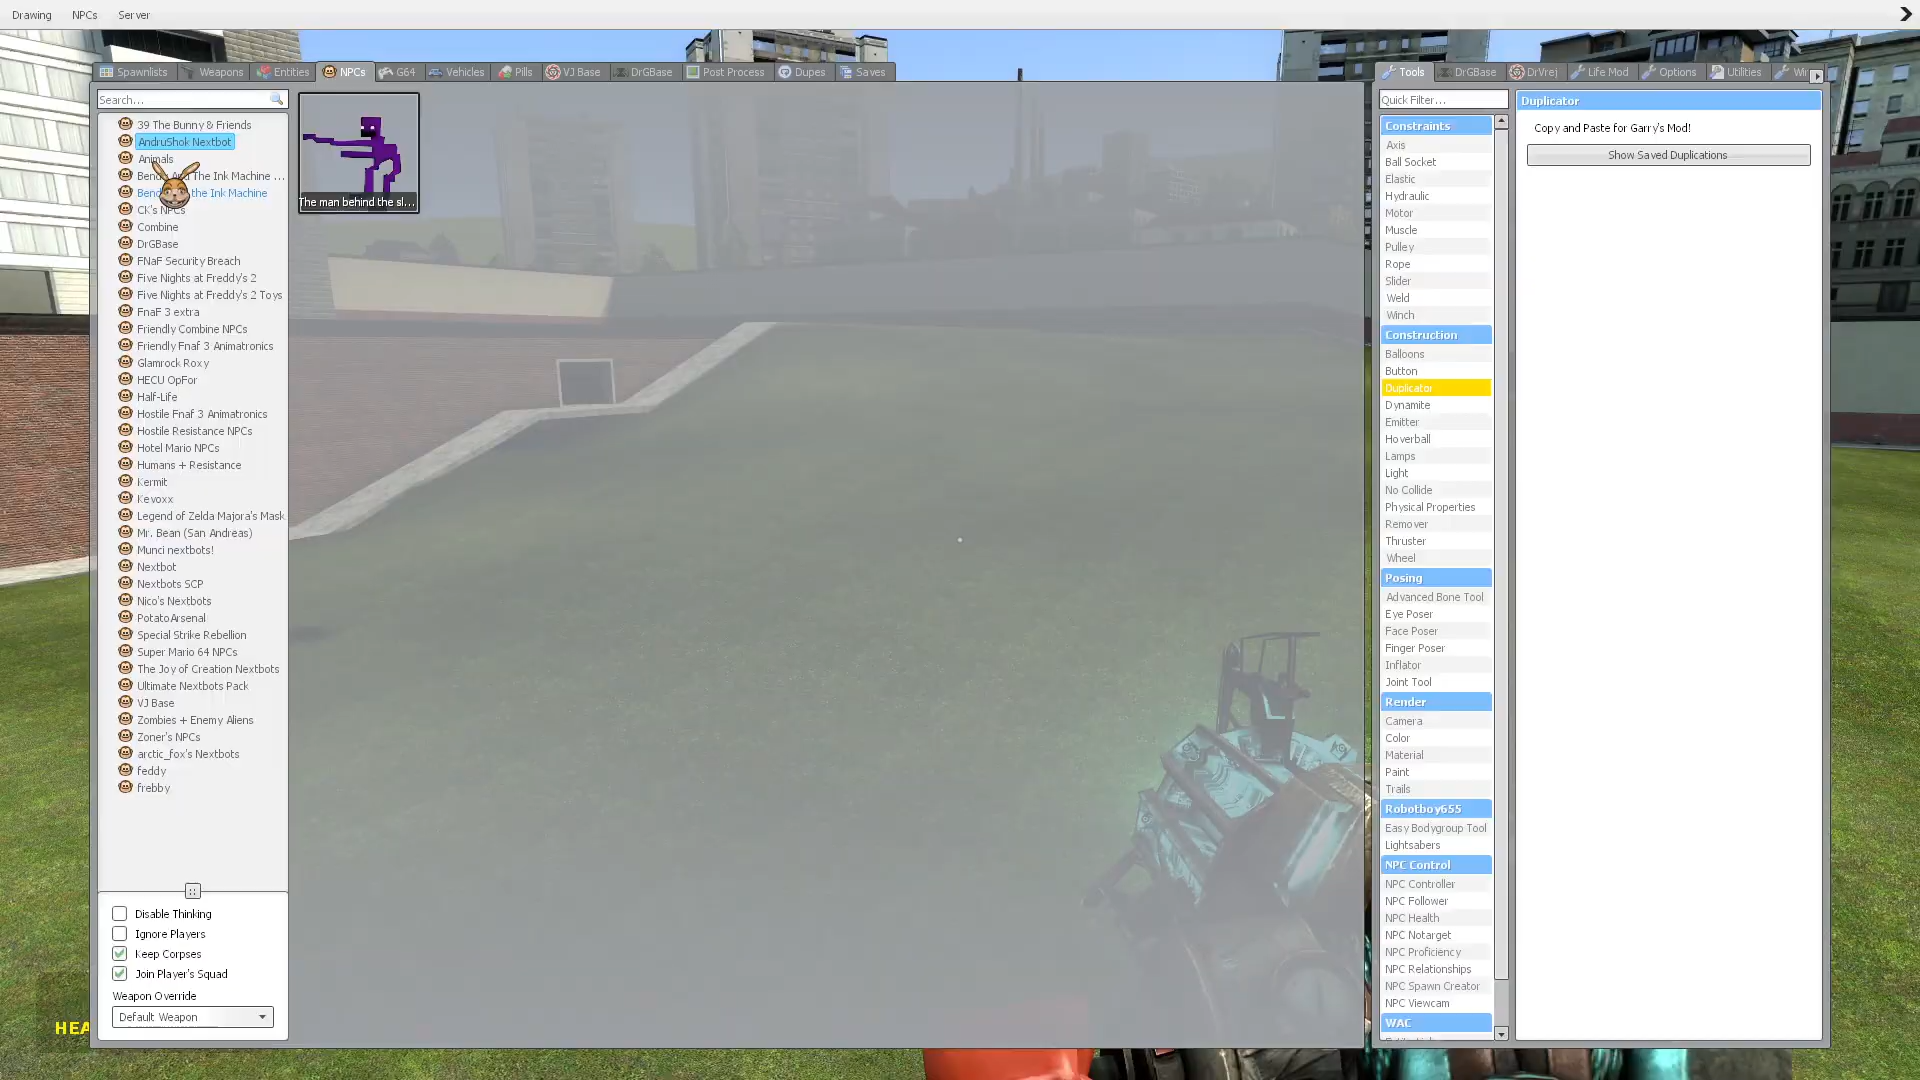 Drawing NPCs Server
Spawnlists Weapons Entities NPCs G64 Vehicles Pills VJ Base DrGBase Post Process Dupes Saves
Search...
39 The Bunny & Friends
AndruShok Nextbot
Animals
And The Ink Machine ...
the Ink Machine
CK's NPCs
Combine
DrGBase
FNaF Security Breach
Five Nights at Freddy's 2
Five Nights at Freddy's 2 Toys
FnaF 3 extra
Friendly Combine NPCs
Friendly Fnaf 3 Animatronics
Glamrock Roxy
HECU OpFor
Half-Life
Hostile Fnaf 3 Animatronics
Hostile Resistance NPCs
Hotel Mario NPCs
Humans + Resistance
Kermit
Kevoxx
Legend of Zelda Majora's Mask
Mr. Bean (San Andreas)
Munci nextbots!
Nextbot
Nextbots SCP
Nico's Nextbots
PotatoArsenal
Special Strike Rebellion
Super Mario 64 NPCs
The Joy of Creation Nextbots
Ultimate Nextbots Pack
VJ Base
Zombies + Enemy Aliens
Zoner's NPCs
arctic_fox's Nextbots
feddy
frebby
Disable Thinking
Ignore Players
Keep Corpses
Join Player's Squad
Weapon Override
Default Weapon
HEA
The man behind the sl...
Tools DrGBase DrVrej Life Mod Options Utilities Wi
Quick Filter...
Constraints
Axis
Ball Socket
Elastic
Hydraulic
Motor
Muscle
Pulley
Rope
Slider
Weld
Winch
Construction
Balloons
Button
Duplicator
Dynamite
Emitter
Hoverball
Lamps
Light
No Collide
Physical Properties
Remover
Thruster
Wheel
Posing
Advanced Bone Tool
Eye Poser
Face Poser
Finger Poser
Inflator
Joint Tool
Render
Camera
Color
Material
Paint
Trails
Robotboy655
Easy Bodygroup Tool
Lightsabers
NPC Control
NPC Controller
NPC Follower
NPC Health
NPC Notarget
NPC Proficiency
NPC Relationships
NPC Spawn Creator
NPC Viewcam
WAC
Duplicator
Copy and Paste for Garry's Mod!
Show Saved Duplications